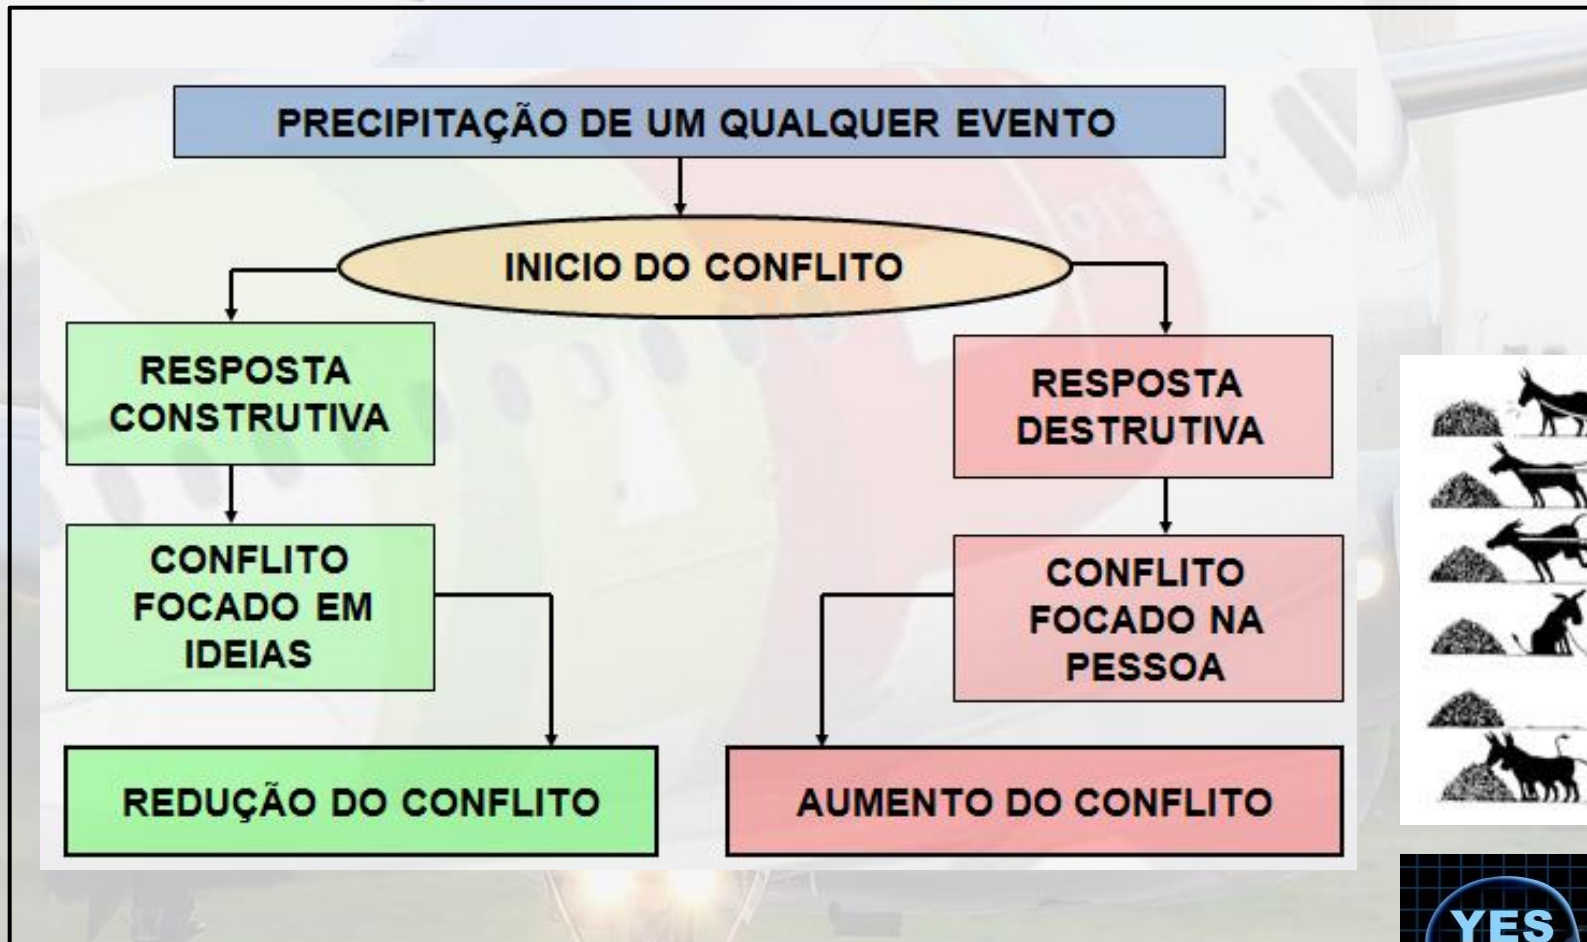 PRECIPITAÇÃO DE UM QUALQUER EVENTO
INICIO DO CONFLITO
RESPOSTA
CONSTRUTIVA
RESPOSTA
DESTRUTIVA
CONFLITO
FOCADO EM
IDEIAS
CONFLITO
FOCADO NA
PESSOA
REDUÇÃO DO CONFLITO
AUMENTO DO CONFLITO
YES